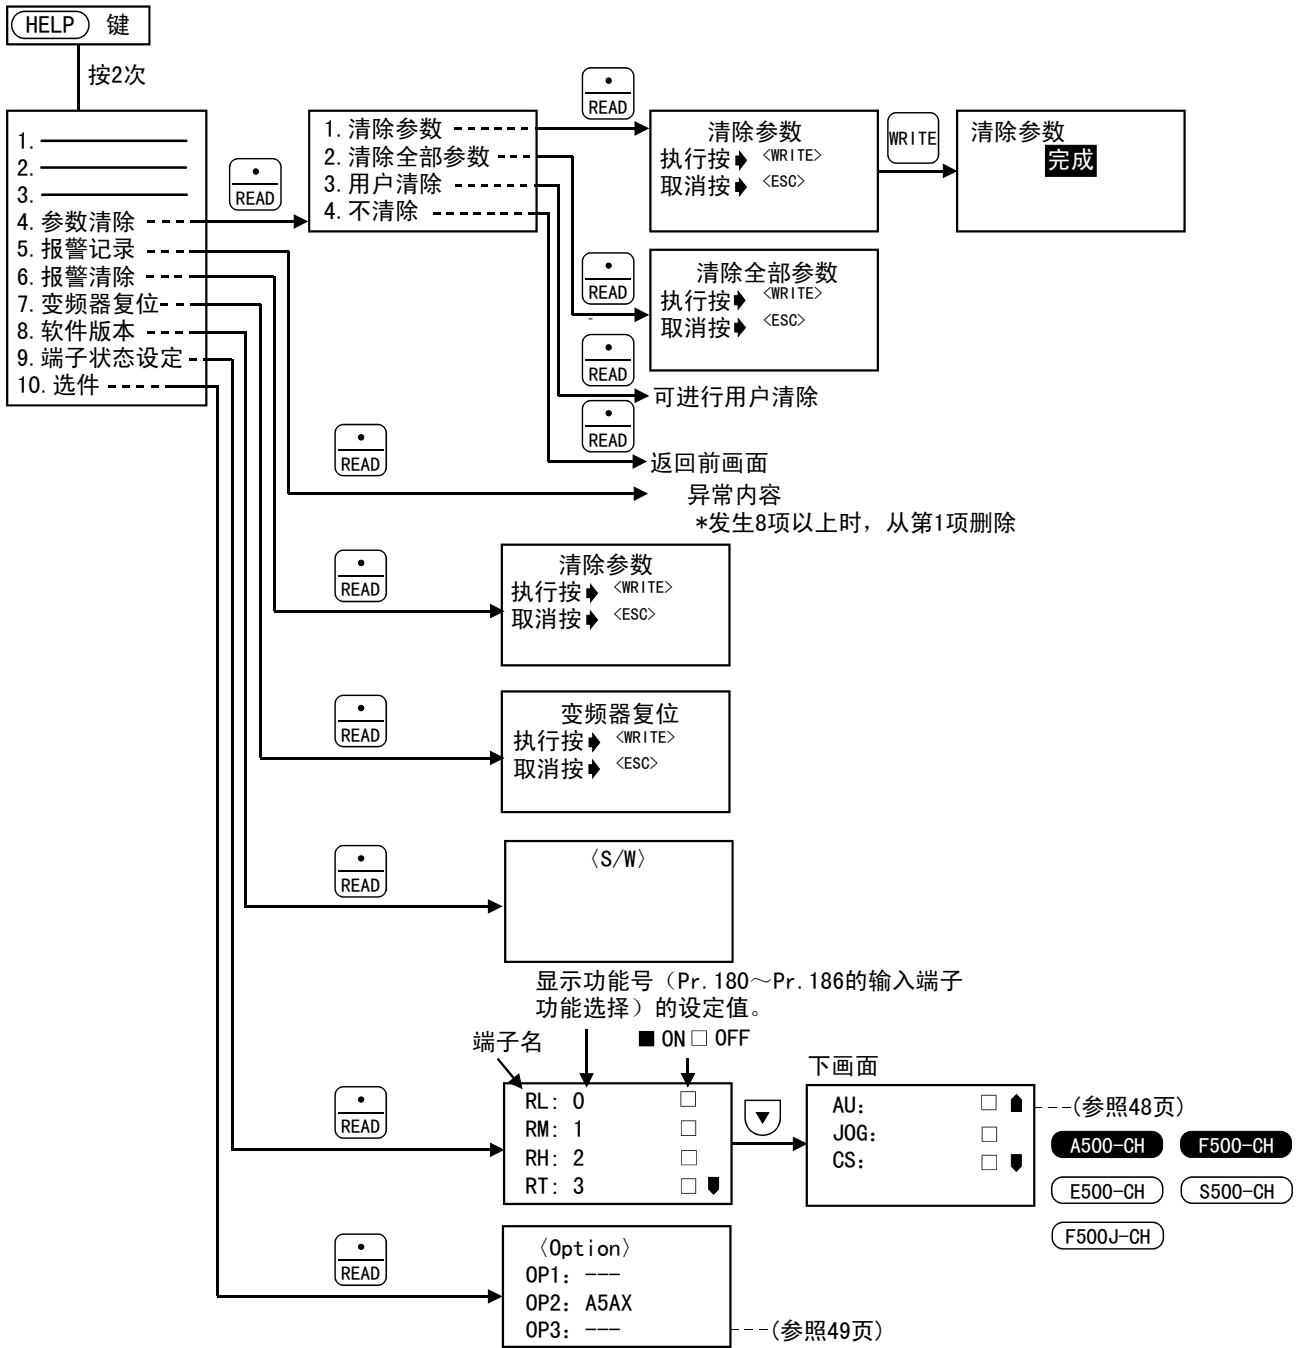 HELP 键
按2次
1.
2.
3.
4. 参数清除
5. 报警记录
6. 报警清除
7. 变频器复位
8. 软件版本
9. 端子状态设定
10. 选件
READ
1. 清除参数
2. 清除全部参数
3. 用户清除
4. 不清除
READ
清除参数
执行按 <WRITE>
取消按 <ESC>
WRITE
清除参数
完成
READ
清除全部参数
执行按 <WRITE>
取消按 <ESC>
READ
可进行用户清除
READ
返回前画面
READ
异常内容
*发生8项以上时，从第1项删除
READ
清除参数
执行按 <WRITE>
取消按 <ESC>
READ
变频器复位
执行按 <WRITE>
取消按 <ESC>
READ
〈S/W〉
显示功能号（Pr.180～Pr.186的输入端子
功能选择）的设定值。
端子名
■ ON □ OFF
READ
RL: 0 □
RM: 1 □
RH: 2 □
RT: 3 □
下画面
AU: □
JOG: □
CS: □
(参照48页)
A500-CH F500-CH
E500-CH S500-CH
F500J-CH
READ
〈Option〉
OP1: ---
OP2: A5AX
OP3: ---
(参照49页)